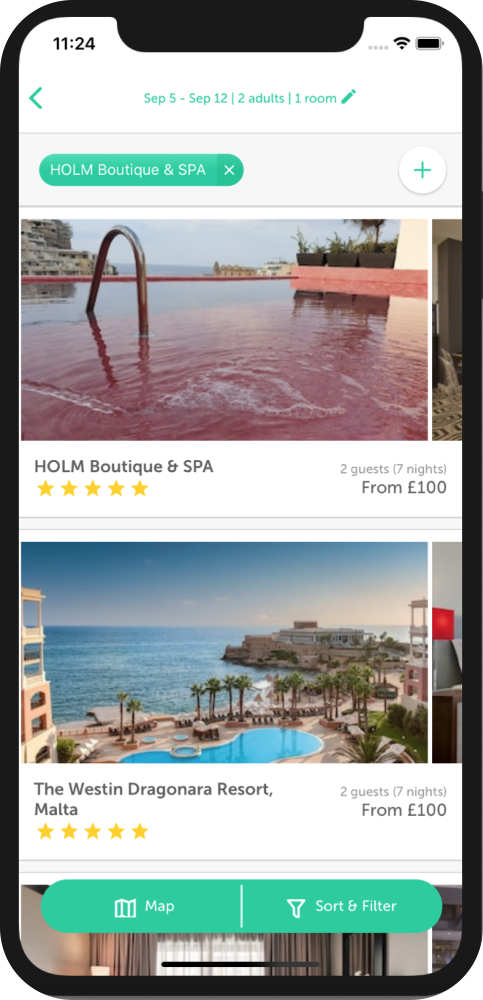 11:24
Sep 5 - Sep 12 | 2 adults | 1 room
HOLM Boutique & SPA
HOLM Boutique & SPA
2 guests (7 nights)
From £100
The Westin Dragonara Resort,
Malta
2 guests (7 nights)
From £100
Map
Sort & Filter